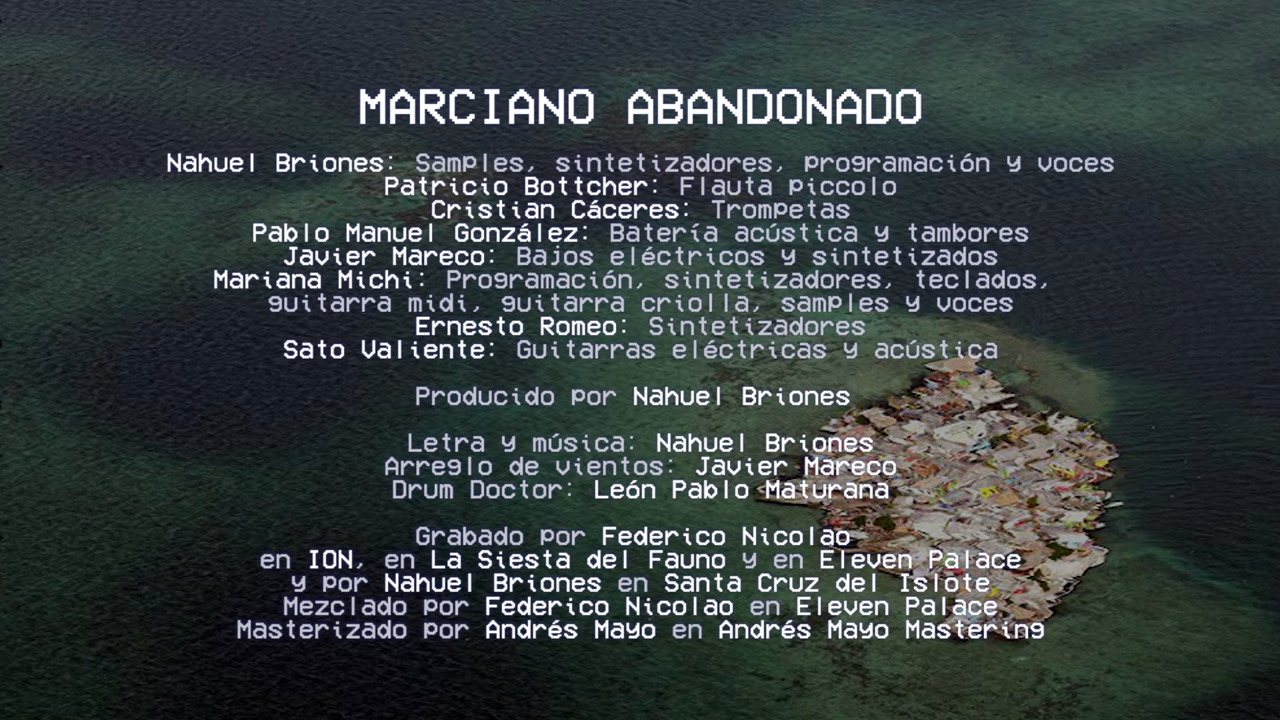 MARCIANO ABANDONADO
Nahuel Briones: Samples, sintetizadores, programación y voces
Patricio Bottcher: Flauta piccolo
Cristian Cáceres: Trompetas
Pablo Manuel González: Batería acústica y tambores
Javier Mareco: Bajos eléctricos y sintetizados
Mariana Michi: Programación, sintetizadores, teclados,
guitarra midi, guitarra criolla, samples y voces
Ernesto Romeo: Sintetizadores
Sato Valiente: Guitarras eléctricas y acústica
Producido por Nahuel Briones
Letra y música: Nahuel Briones
Arreglo de vientos: Javier Mareco
Drum Doctor: León Pablo Maturana
Grabado por Federico Nicolao
en ION, en La Siesta del Fauno y en Eleven Palace
y por Nahuel Briones en Santa Cruz del Islote
Mezclado por Federico Nicolao en Eleven Palace
Masterizado por Andrés Mayo en Andrés Mayo Mastering